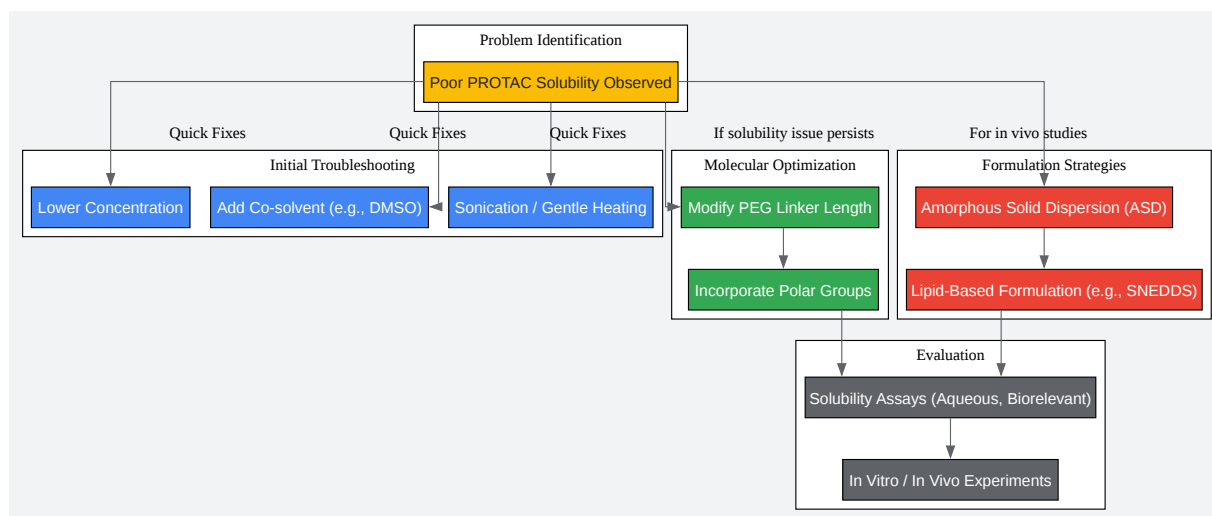 Problem Identification
Poor PROTAC Solubility Observed
Quick Fixes
Quick Fixes
Quick Fixes
If solubility issue persists
For in vivo studies
Initial Troubleshooting
Lower Concentration
Add Co-solvent (e.g., DMSO)
Sonication / Gentle Heating
Molecular Optimization
Modify PEG Linker Length
Incorporate Polar Groups
Formulation Strategies
Amorphous Solid Dispersion (ASD)
Lipid-Based Formulation (e.g., SNEDDS)
Evaluation
Solubility Assays (Aqueous, Biorelevant)
In Vitro / In Vivo Experiments